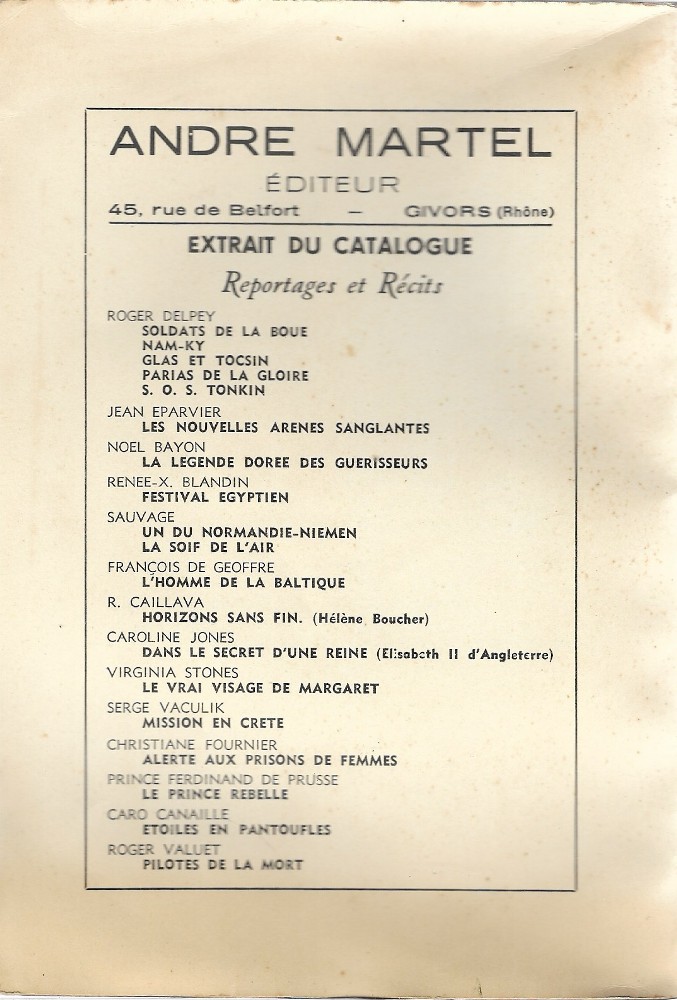 ANDRE MARTEL
ÉDITEUR
45, rue de Belfort – GIVORS (Rhône)
EXTRAIT DU CATALOGUE
Reportages et Récits
ROGER DELPEY
SOLDATS DE LA BOUE
NAM-KY
GLAS ET TOCSIN
PARIAS DE LA GLOIRE
S. O. S. TONKIN
JEAN EPARVIER
LES NOUVELLES ARENES SANGLANTES
NOEL BAYON
LA LEGENDE DOREE DES GUERISSEURS
RENEE-X. BLANDIN
FESTIVAL EGYPTIEN
SAUVAGE
UN DU NORMANDIE-NIEMEN
LA SOIF DE L'AIR
FRANÇOIS DE GEOFFRE
L'HOMME DE LA BALTIQUE
R. CAILLAVA
HORIZONS SANS FIN. (Hélène Boucher)
CAROLINE JONES
DANS LE SECRET D'UNE REINE (Elisabeth II d'Angleterre)
VIRGINIA STONES
LE VRAI VISAGE DE MARGARET
SERGE VACULIK
MISSION EN CRETE
CHRISTIANE FOURNIER
ALERTE AUX PRISONS DE FEMMES
PRINCE FERDINAND DE PRUSSE
LE PRINCE REBELLE
CARO CANAILLE
ETOILES EN PANTOUFLES
ROGER VALUET
PILOTES DE LA MORT